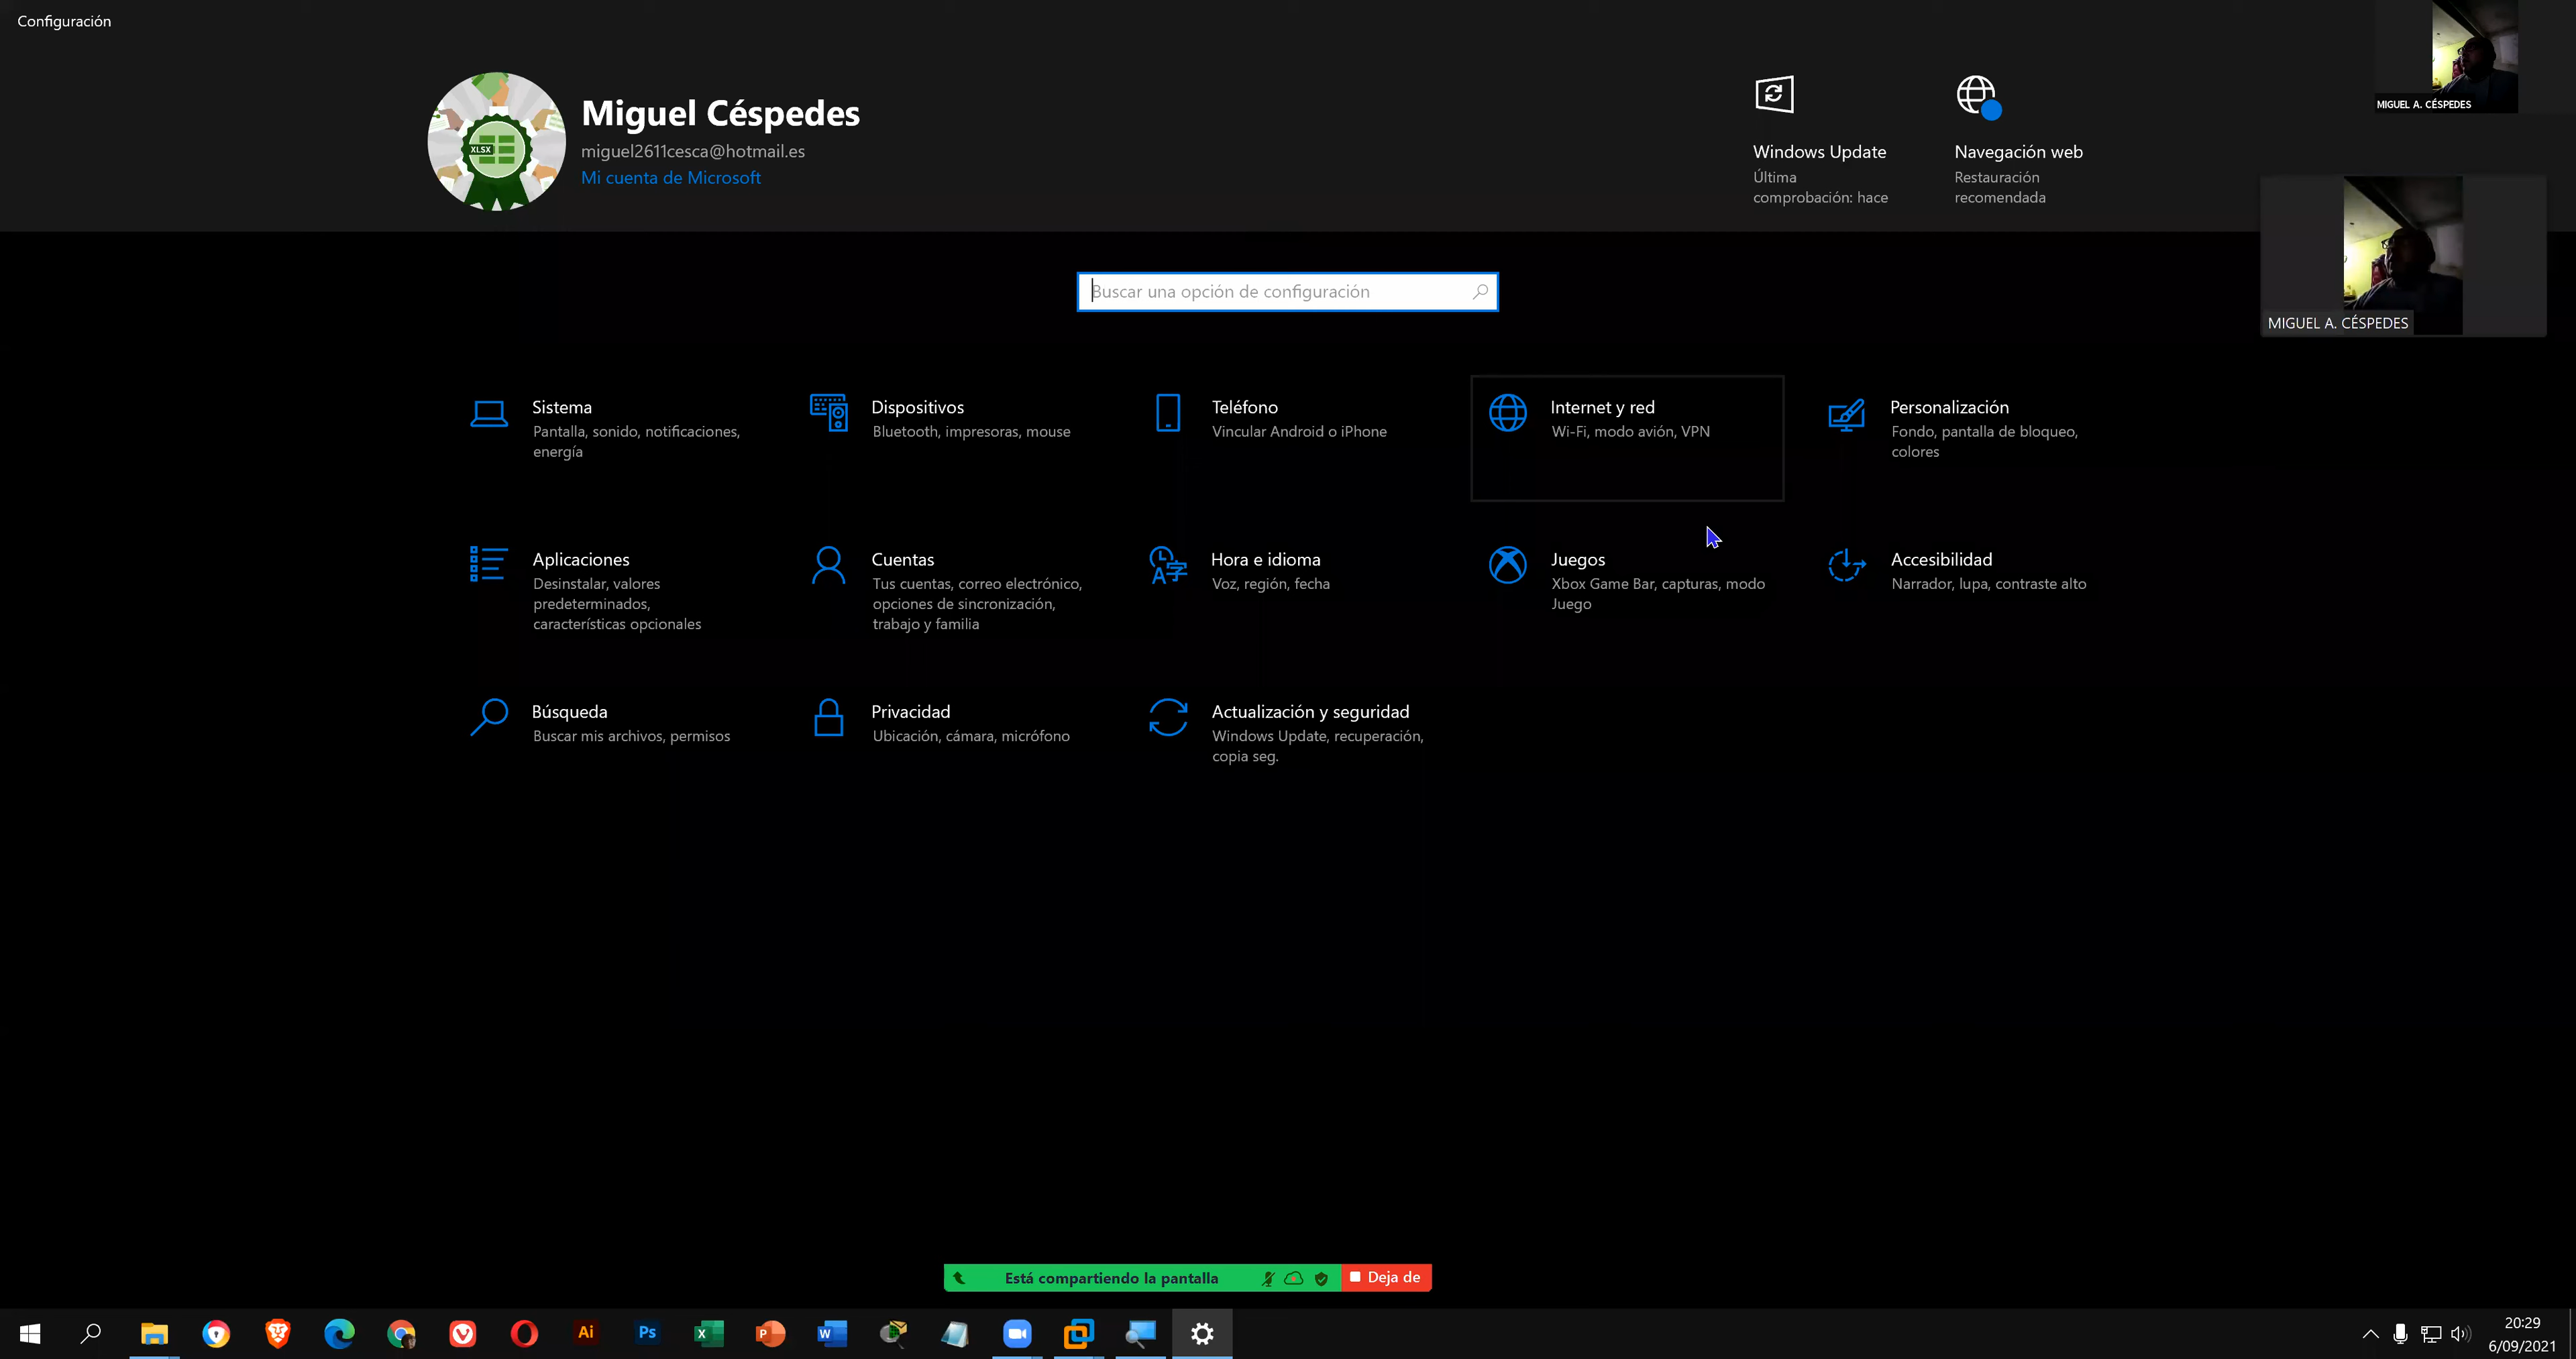 Configuración
MIGUEL A. CÉSPEDES
XLSX
Miguel Céspedes
miguel2611cesca@hotmail.es
Mi cuenta de Microsoft
Windows Update
Última
comprobación: hace
Navegación web
Restauración
recomendada
MIGUEL A. CÉSPEDES
Buscar una opción de configuración
Sistema
Pantalla, sonido, notificaciones,
energía
Dispositivos
Bluetooth, impresoras, mouse
Teléfono
Vincular Android o iPhone
Internet y red
Wi-Fi, modo avión, VPN
Personalización
Fondo, pantalla de bloqueo,
colores
Aplicaciones
Desinstalar, valores
predeterminados,
características opcionales
Cuentas
Tus cuentas, correo electrónico,
opciones de sincronización,
trabajo y familia
Hora e idioma
Voz, región, fecha
Juegos
Xbox Game Bar, capturas, modo
Juego
Accesibilidad
Narrador, lupa, contraste alto
Búsqueda
Buscar mis archivos, permisos
Privacidad
Ubicación, cámara, micrófono
Actualización y seguridad
Windows Update, recuperación,
copia seg.
Está compartiendo la pantalla
Deja de
Ai
Ps
X
P
W
20:29
6/09/2021